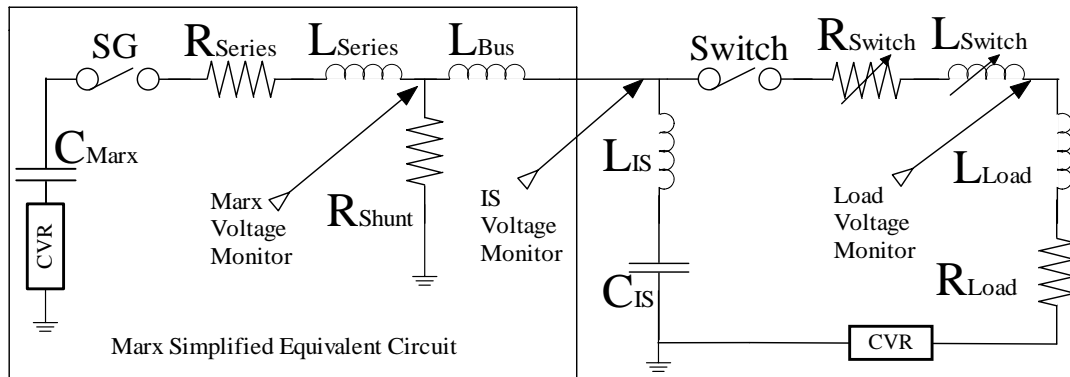 SG
RSeries
LSeries
LBus
Switch
RSwitch
LSwitch
CMarx
CVR
Marx
Voltage
Monitor
RShunt
IS
Voltage
Monitor
LIS
CIS
Load
Voltage
Monitor
LLoad
RLoad
CVR
Marx Simplified Equivalent Circuit